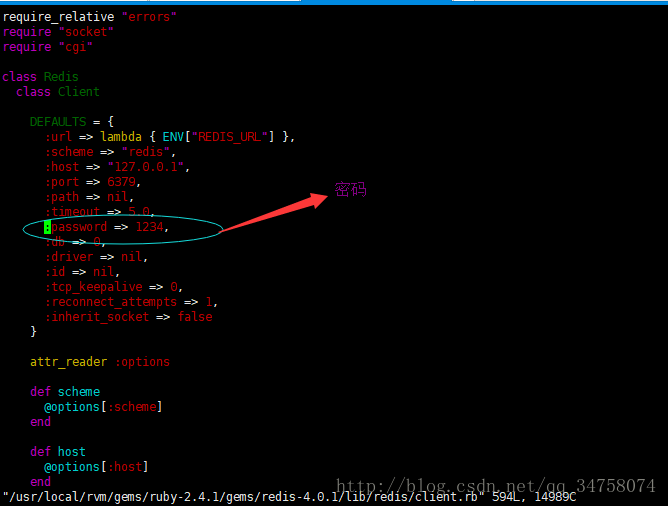 require_relative "errors"
require "socket"
require "cgi"
class Redis
class Client
DEFAULTS = {
:url => lambda { ENV["REDIS_URL"] },
:scheme => "redis",
:host => "127.0.0.1",
:port => 6379,
:path => nil,
:timeout => 5.0,
:password => 1234,
密码
:db => 0,
:driver => nil,
:id => nil,
:tcp_keepalive => 0,
:reconnect_attempts => 1,
:inherit_socket => false
}
attr_reader :options
def scheme
@options[:scheme]
end
def host
@options[:host]
end
http://blog.csdn.net/qq_34758074
"/usr/local/rvm/gems/ruby-2.4.1/gems/redis-4.0.1/lib/redis/client.rb" 594L, 14989C